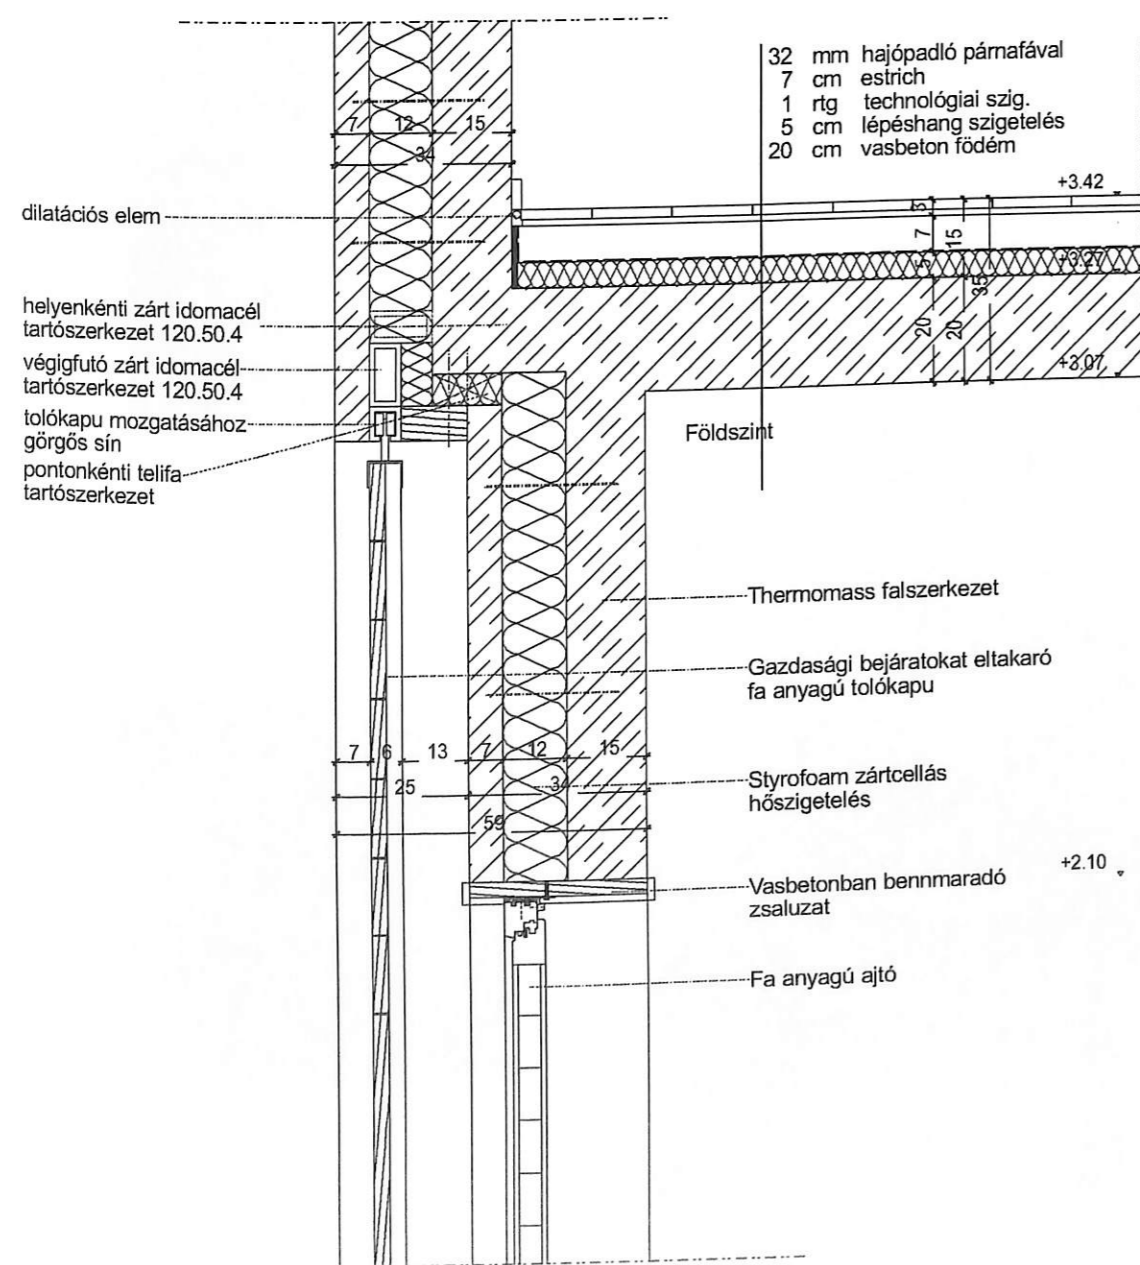 32 mm hajópadló párnafával
7 cm estrich
1 rtg technológiai szig.
5 cm lépéshang szigetelés
20 cm vasbeton födém
7 12 15
34
+3.42
dilatációs elem
3
7 15
5
+3.27
35
20 20
+3.07
helyenkénti zárt idomacél
tartószerkezet 120.50.4
végigfutó zárt idomacél
tartószerkezet 120.50.4
tolókapu mozgatásához
görgős sín
pontonkénti telifa
tartószerkezet
Földszint
Thermomass falszerkezet
Gazdasági bejáratokat eltakaró
fa anyagú tolókapu
7 6 13 7 12 15
25 34
59
Styrofoam zártcellás
hőszigetelés
+2.10
Vasbetonban bennmaradó
zsaluzat
Fa anyagú ajtó